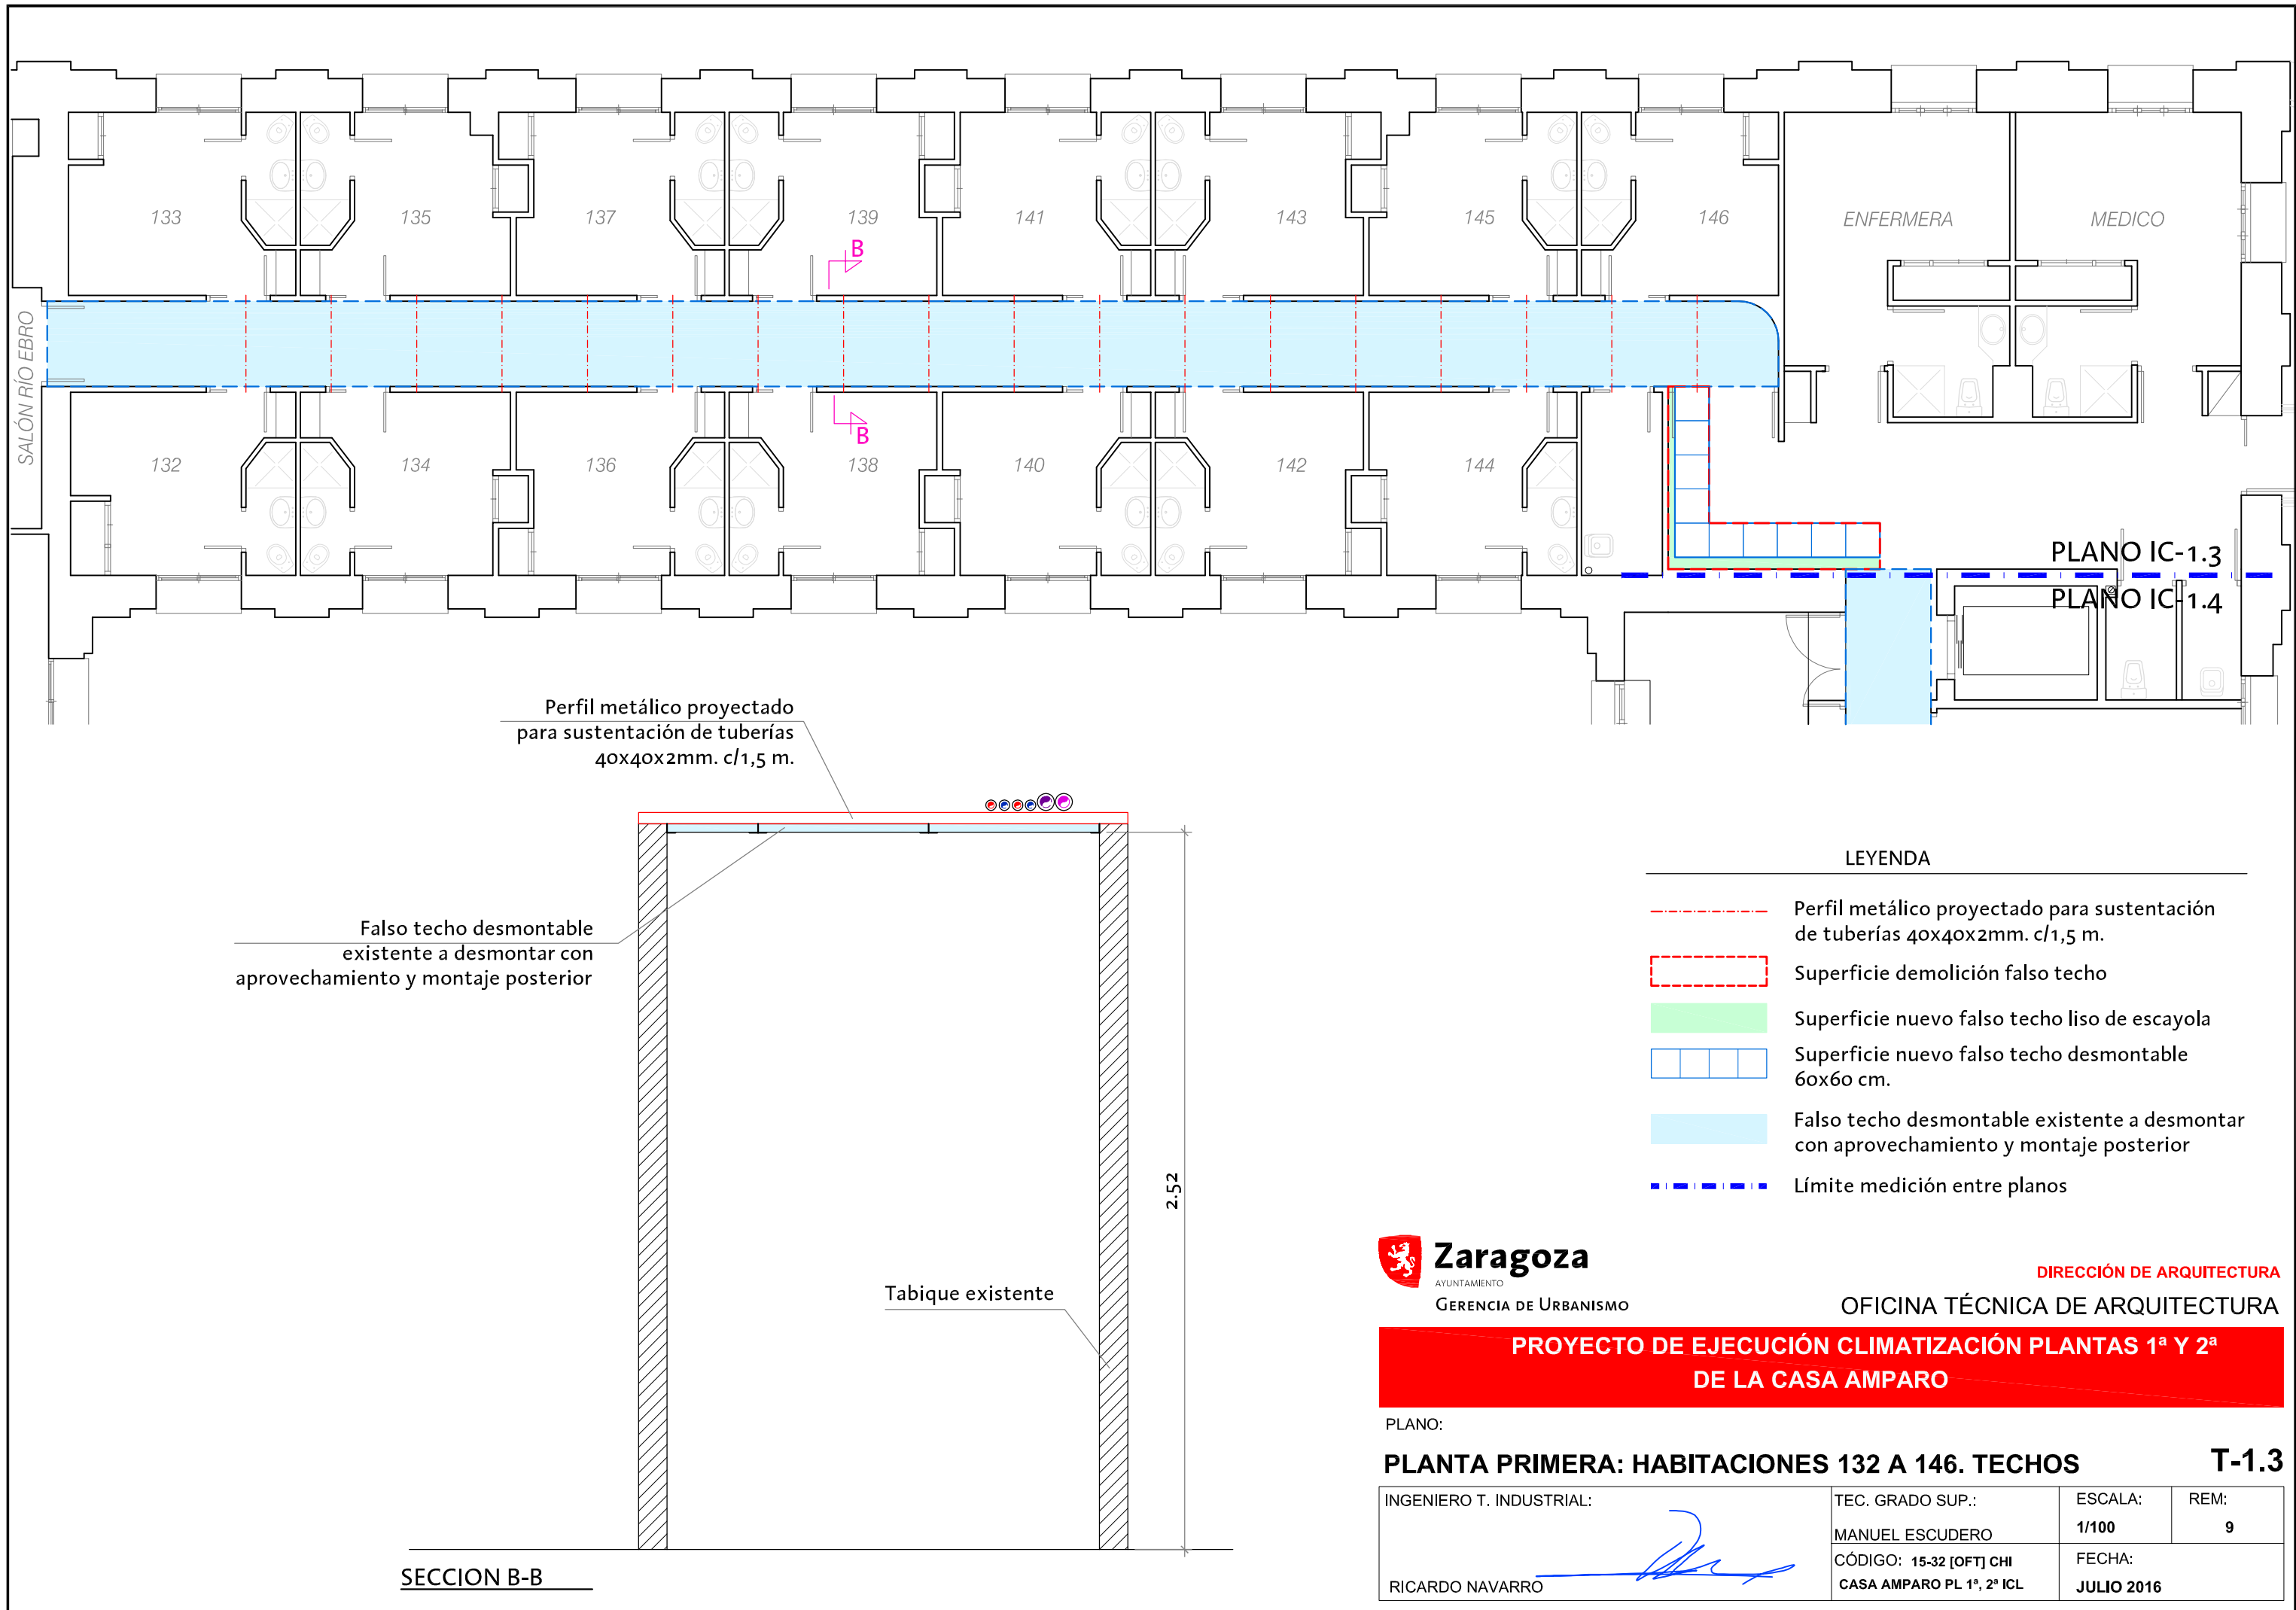 133
135
137
139
141
143
145
146
ENFERMERA
MEDICO
B
SALÓN RÍO EBRO
B
132
134
136
138
140
142
144
PLANO IC-1.3
PLANO IC-1.4
Perfil metálico proyectado
para sustentación de tuberías
40x40x2mm. c/1,5 m.
Falso techo desmontable
existente a desmontar con
aprovechamiento y montaje posterior
2.52
Tabique existente
SECCION B-B
LEYENDA
Perfil metálico proyectado para sustentación
de tuberías 40x40x2mm. c/1,5 m.
Superficie demolición falso techo
Superficie nuevo falso techo liso de escayola
Superficie nuevo falso techo desmontable
60x60 cm.
Falso techo desmontable existente a desmontar
con aprovechamiento y montaje posterior
Límite medición entre planos
Zaragoza
AYUNTAMIENTO
GERENCIA DE URBANISMO
DIRECCIÓN DE ARQUITECTURA
OFICINA TÉCNICA DE ARQUITECTURA
PROYECTO DE EJECUCIÓN CLIMATIZACIÓN PLANTAS 1ª Y 2ª
DE LA CASA AMPARO
PLANO:
PLANTA PRIMERA: HABITACIONES 132 A 146. TECHOS
T-1.3
INGENIERO T. INDUSTRIAL:
RICARDO NAVARRO
TEC. GRADO SUP.:
MANUEL ESCUDERO
ESCALA:
1/100
REM:
9
CÓDIGO: 15-32 [OFT] CHI
CASA AMPARO PL 1ª, 2ª ICL
FECHA:
JULIO 2016